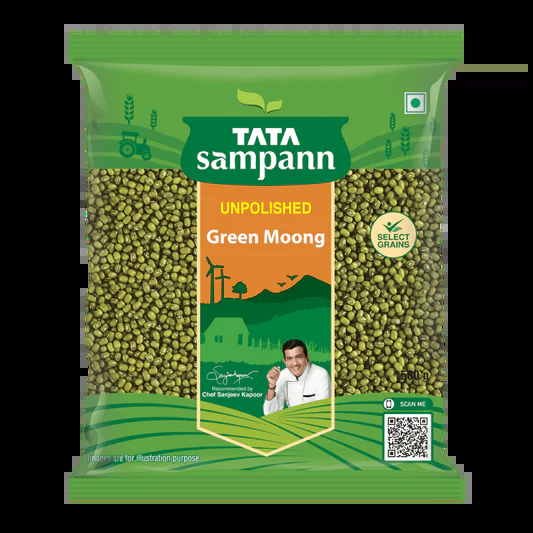 TATA
sampann
UNPOLISHED
Green Moong
SELECT
GRAINS
500 g
Recommended by
Chef Sanjeev Kapoor
SCAN ME
Images are for illustration purpose